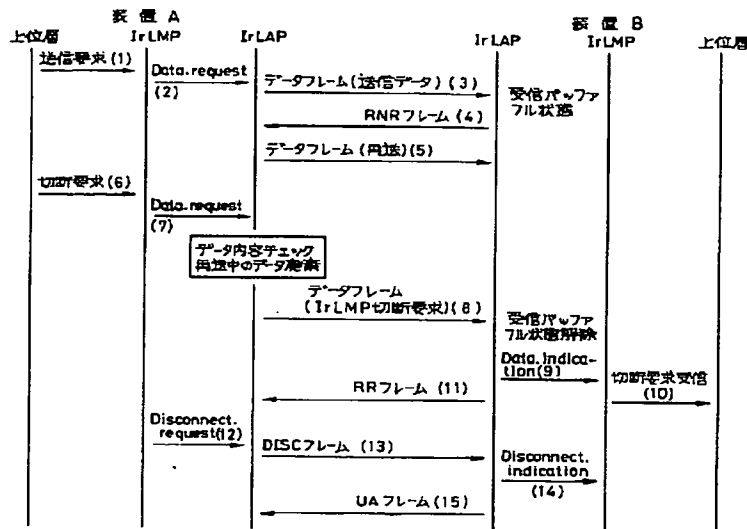 装置A
装置B
上位層 IrLMP IrLAP IrLAP IrLMP 上位層
送信要求(1)
Data.request
(2)
データフレーム(送信データ)(3)
受信バッファ
フル状態
RNRフレーム(4)
データフレーム(再送)(5)
切断要求(6)
Data.request
(7)
データ内容チェック
再送中のデータ廃棄
データフレーム
(IrLMP切断要求)(8)
受信バッファ
フル状態解除
Data.indica-
tion(9)
切断要求受信
(10)
RRフレーム(11)
Disconnect.
request(12)
DISCフレーム(13)
Disconnect.
indication
(14)
UAフレーム(15)